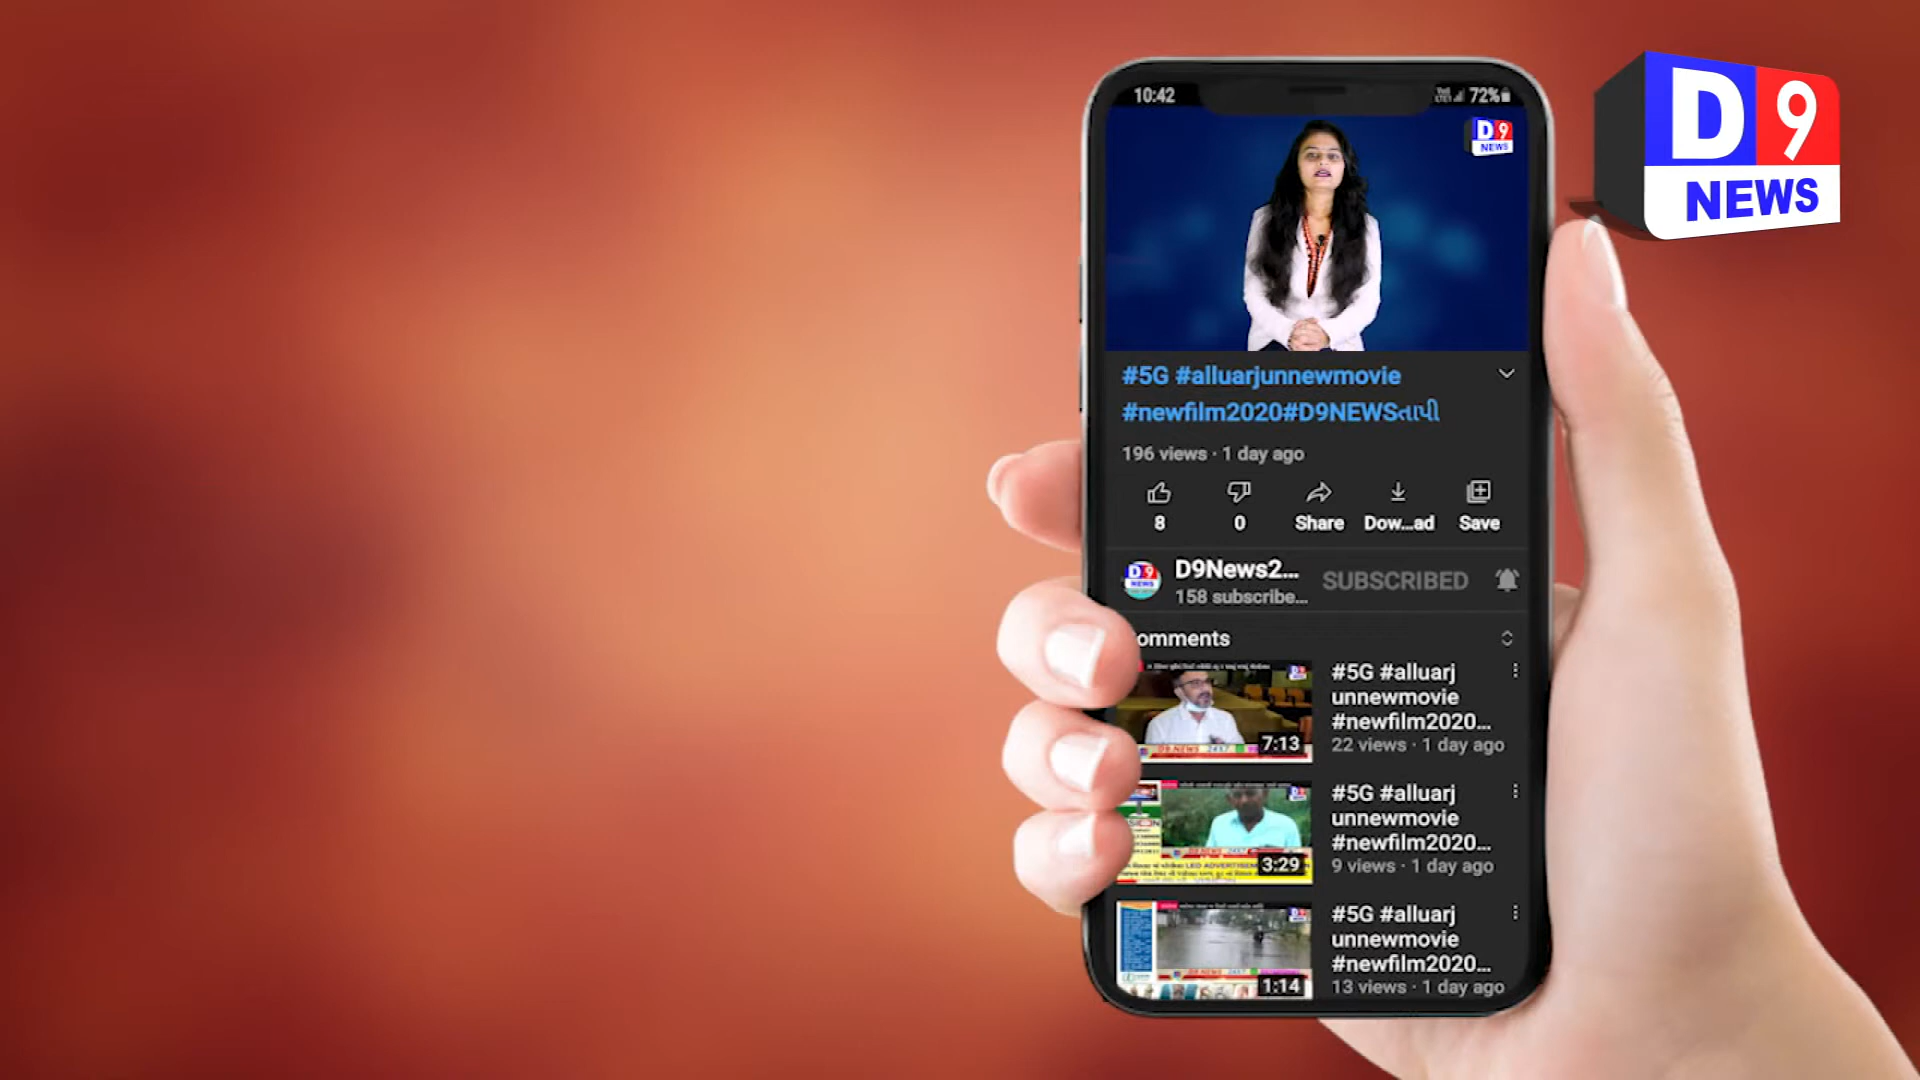 10:42
72%
D 9
NEWS
D 9
NEWS
#5G #alluarjunnewmovie
#newfilm2020#D9NEWSતાપી
196 views · 1 day ago
8
0
Share
Dow...ad
Save
D9News2...
SUBSCRIBED
158 subscribe...
omments
#5G #alluarj
unnewmovie
#newfilm2020...
22 views · 1 day ago
7:13
#5G #alluarj
unnewmovie
#newfilm2020...
9 views · 1 day ago
3:29
#5G #alluarj
unnewmovie
#newfilm2020...
13 views · 1 day ago
1:14